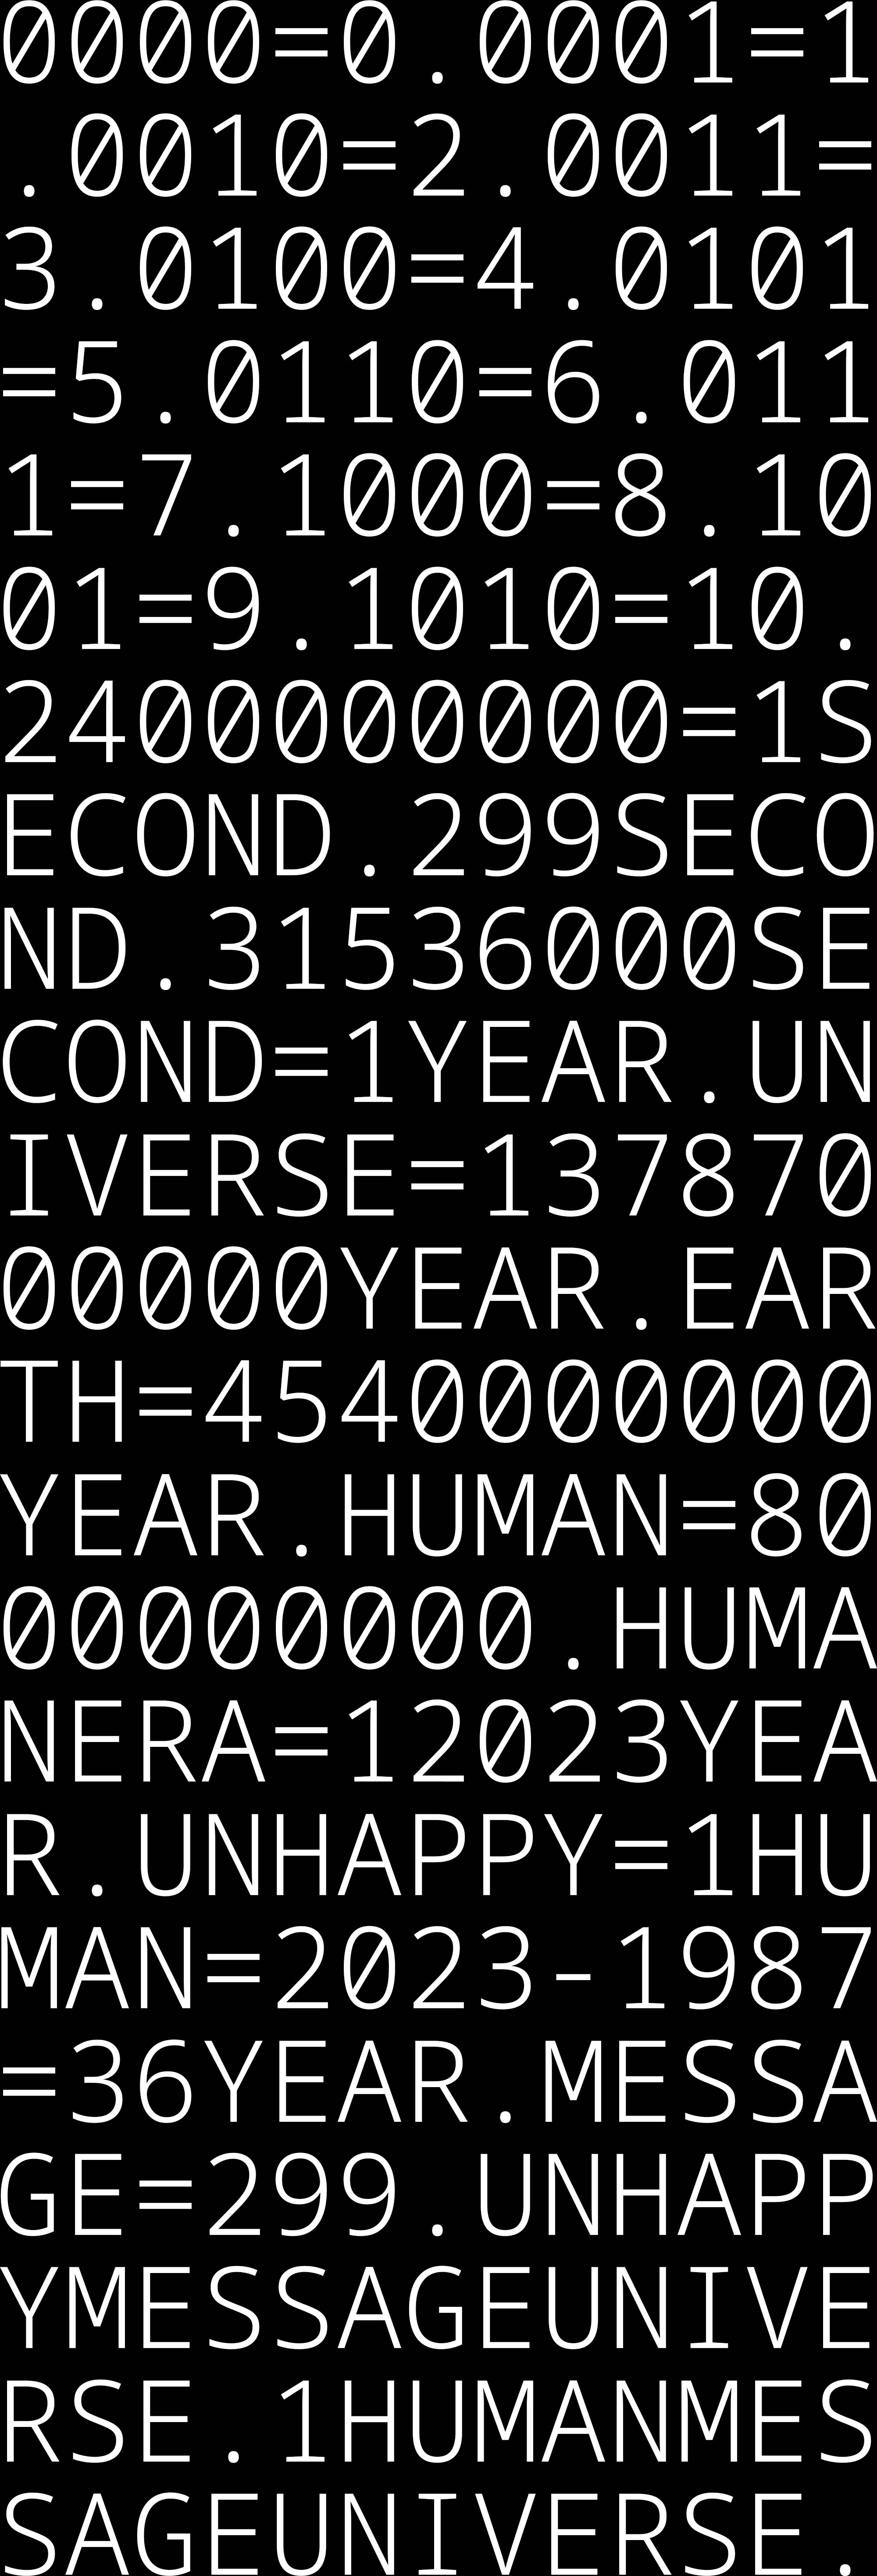 0000=0.0001=1
.0010=2.0011=
3.0100=4.0101
=5.0110=6.011
1=7.1000=8.10
01=9.1010=10.
2400000000=1S
ECOND.299SECO
ND.31536000SE
COND=1YEAR.UN
IVERSE=137870
00000YEAR.EAR
TH=4540000000
YEAR.HUMAN=80
00000000.HUMA
NERA=12023YEA
R.UNHAPPY=1HU
MAN=2023-1987
=36YEAR.MESSA
GE=299.UNHAPP
YMESSAGEUNIVE
RSE.1HUMANMES
SAGEUNIVERSE.